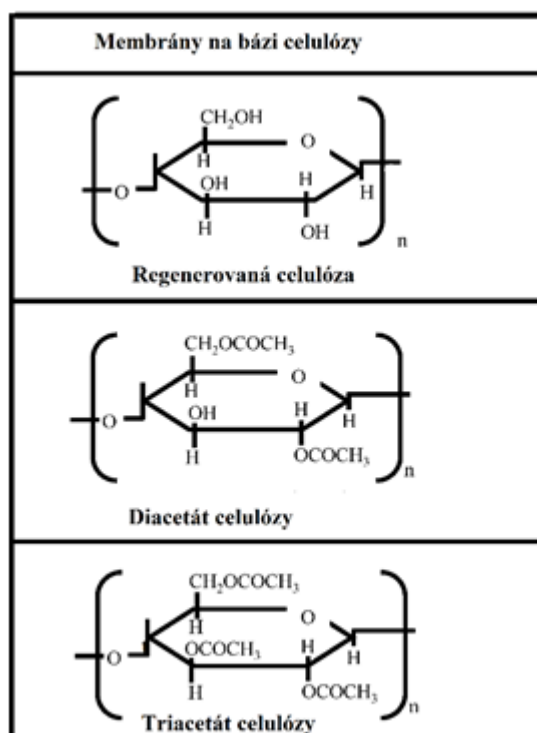 Membrány na bázi celulózy
CH₂OH
O
H
OH
H
O
H
H
OH
n
Regenerovaná celulóza
CH₂OCOCH₃
O
H
OH
H
H
O
H
OCOCH₃
n
Diacetát celulózy
CH₂OCOCH₃
O
H
OCOCH₃
H
H
O
H
OCOCH₃
n
Triacetát celulózy